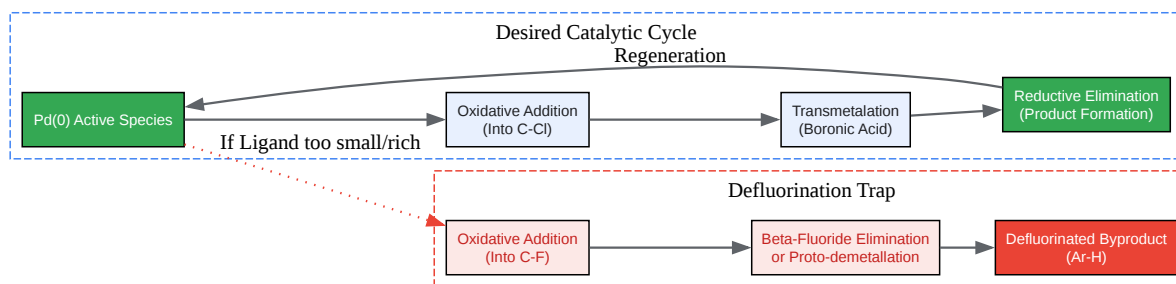 Desired Catalytic Cycle
Regeneration
Pd(0) Active Species
Oxidative Addition
(Into C-Cl)
Transmetalation
(Boronic Acid)
Reductive Elimination
(Product Formation)
If Ligand too small/rich
Defluorination Trap
Oxidative Addition
(Into C-F)
Beta-Fluoride Elimination
or Proto-demetallation
Defluorinated Byproduct
(Ar-H)